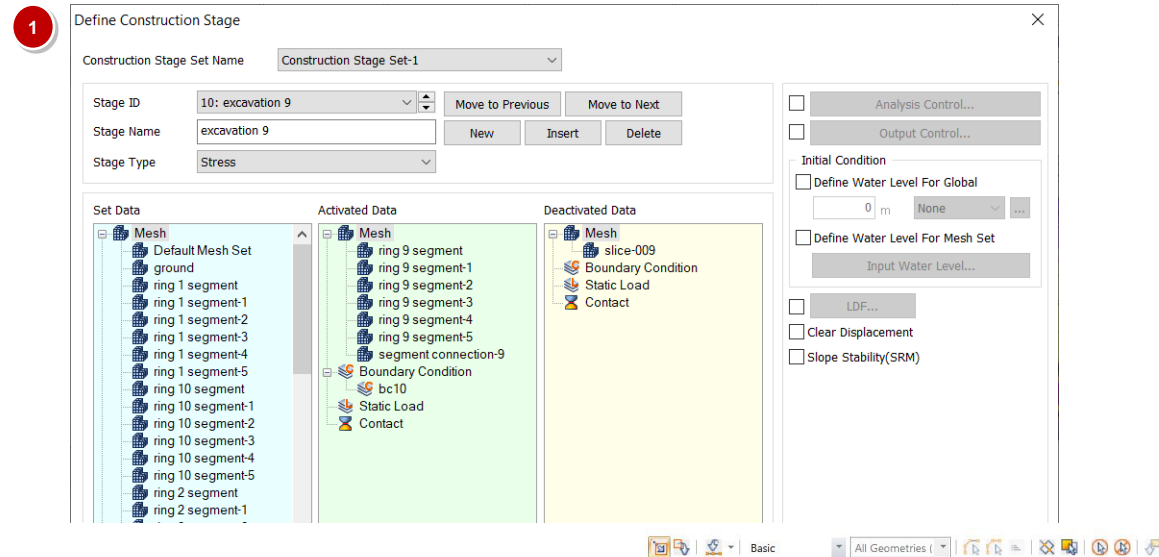 1
Define Construction Stage
Construction Stage Set Name
Construction Stage Set-1
Stage ID
10: excavation 9
Move to Previous
Move to Next
Stage Name
excavation 9
New
Insert
Delete
Stage Type
Stress
Set Data
Mesh
Default Mesh Set
ground
ring 1 segment
ring 1 segment-1
ring 1 segment-2
ring 1 segment-3
ring 1 segment-4
ring 1 segment-5
ring 10 segment
ring 10 segment-1
ring 10 segment-2
ring 10 segment-3
ring 10 segment-4
ring 10 segment-5
ring 2 segment
ring 2 segment-1
Activated Data
Mesh
ring 9 segment
ring 9 segment-1
ring 9 segment-2
ring 9 segment-3
ring 9 segment-4
ring 9 segment-5
segment connection-9
Boundary Condition
bc10
Static Load
Contact
Deactivated Data
Mesh
slice-009
Boundary Condition
Static Load
Contact
Analysis Control...
Output Control...
Initial Condition
Define Water Level For Global
0 m
None
...
Define Water Level For Mesh Set
Input Water Level...
LDF...
Clear Displacement
Slope Stability(SRM)
Basic
All Geometries (